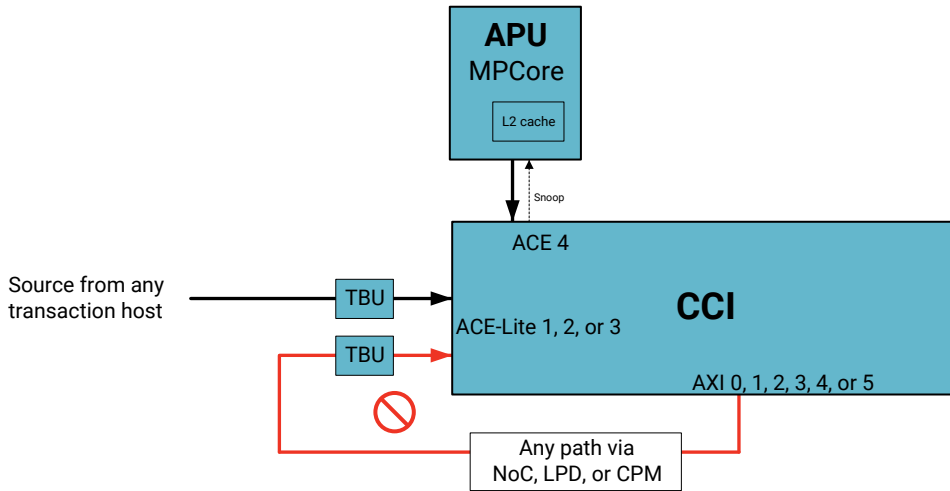 APU
MPCore
L2 cache
Snoop
ACE 4
Source from any
transaction host
TBU
CCI
ACE-Lite 1, 2, or 3
TBU
AXI 0, 1, 2, 3, 4, or 5
Any path via
NoC, LPD, or CPM